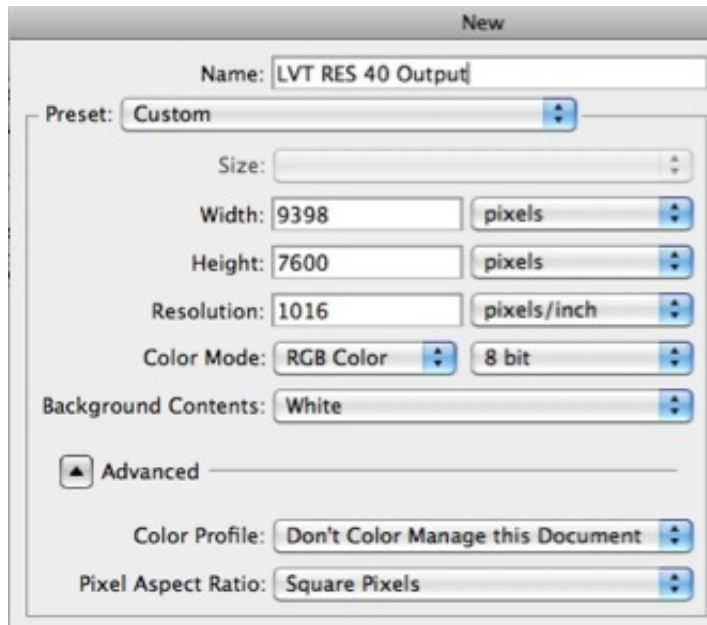 New
Name: LVT RES 40 Output
Preset: Custom
Size:
Width: 9398 pixels
Height: 7600 pixels
Resolution: 1016 pixels/inch
Color Mode: RGB Color 8 bit
Background Contents: White
Advanced
Color Profile: Don't Color Manage this Document
Pixel Aspect Ratio: Square Pixels